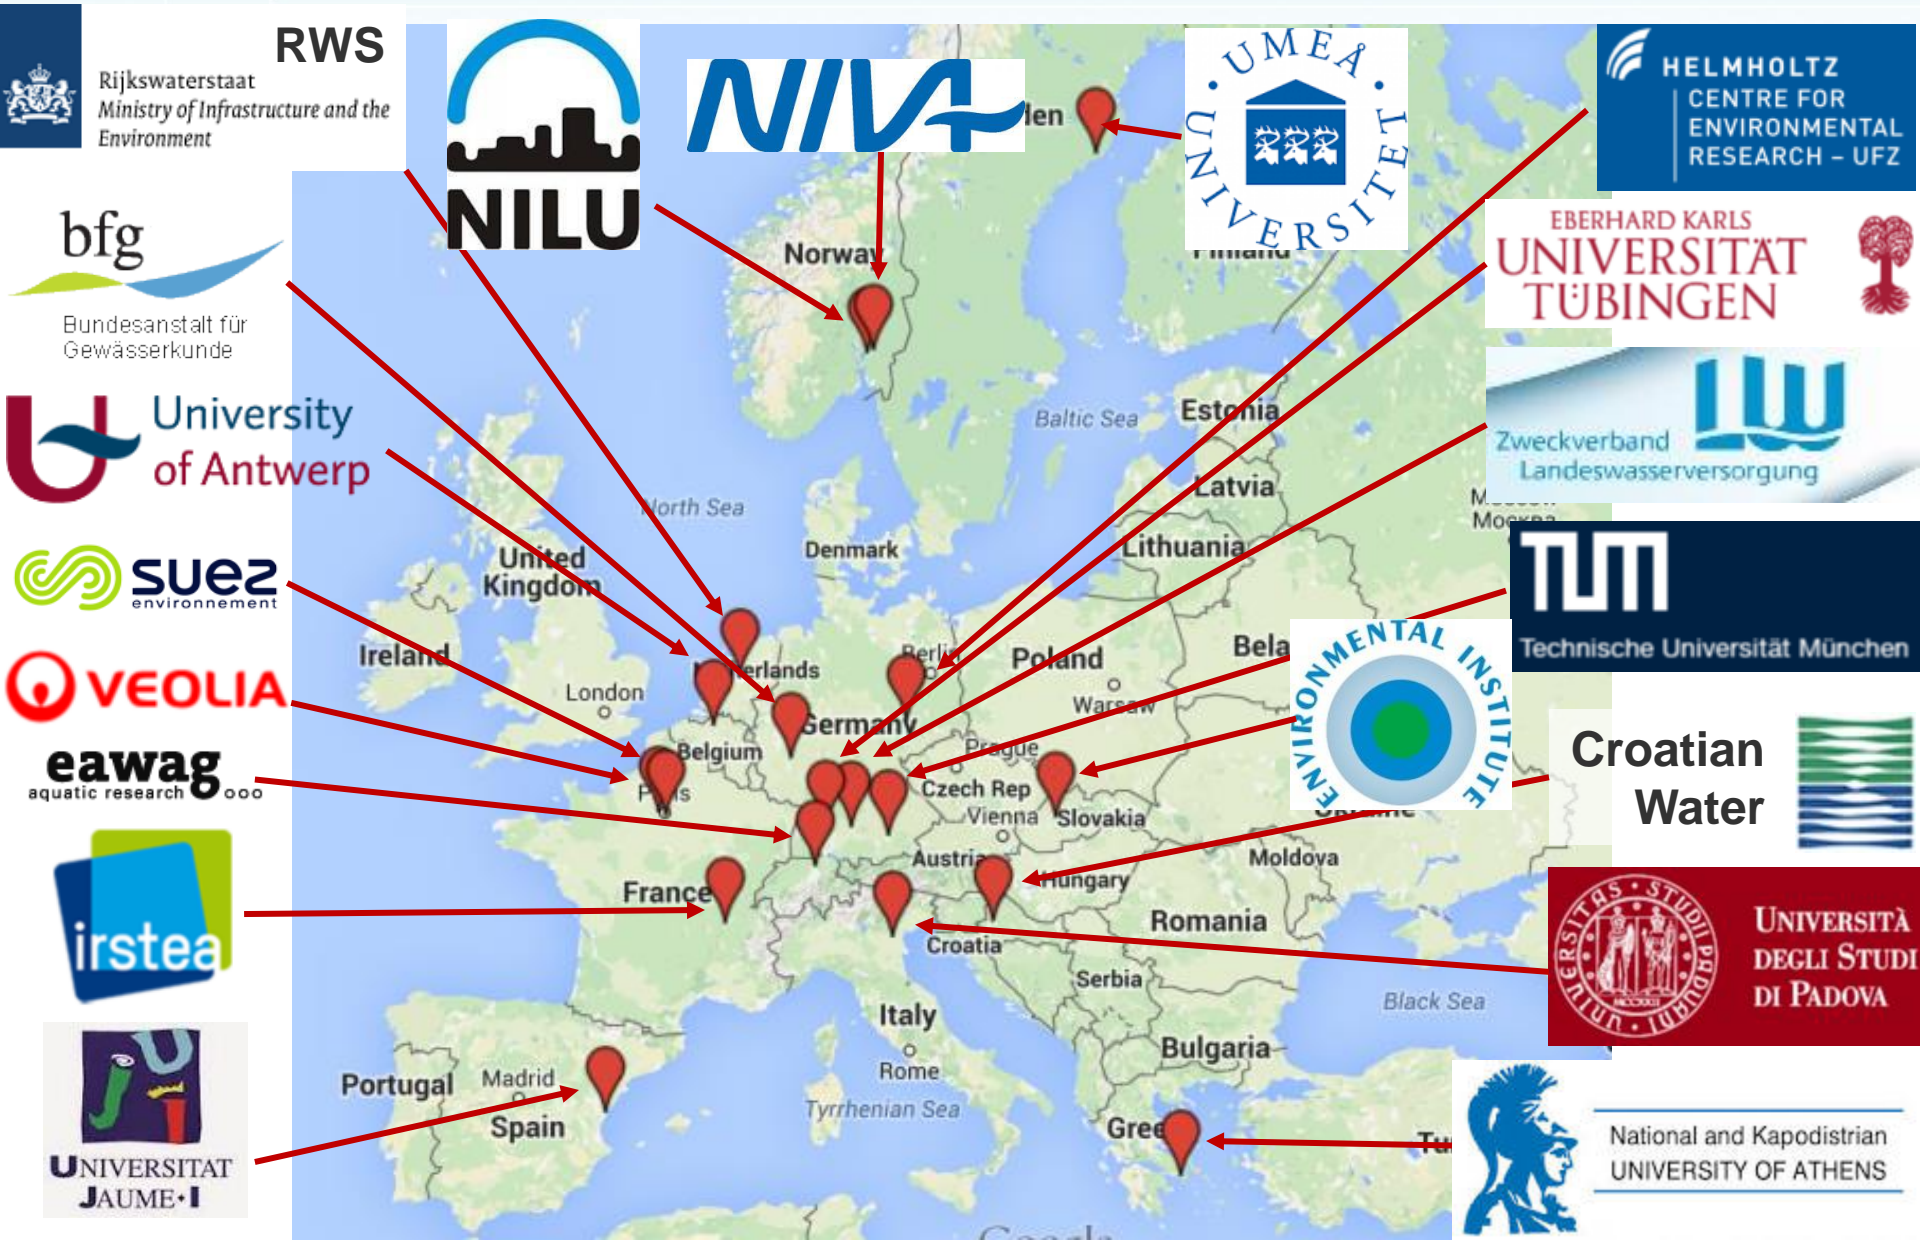 RWS
Rijkswaterstaat
Ministry of Infrastructure and the
Environment
NILU
NIVA
UMEÅ
UNIVERSITET
HELMHOLTZ
CENTRE FOR
ENVIRONMENTAL
RESEARCH – UFZ
bfg
Bundesanstalt für
Gewässerkunde
EBERHARD KARLS
UNIVERSITÄT
TÜBINGEN
University
of Antwerp
LW
Zweckverband
Landeswasserversorgung
suez
environnement
TUM
Technische Universität München
VEOLIA
ENVIRONMENTAL INSTITUTE
eawag
aquatic research
Croatian
Water
irstea
UNIVERSITÀ
DEGLI STUDI
DI PADOVA
UNIVERSITAT
JAUME·I
National and Kapodistrian
UNIVERSITY OF ATHENS
Norway
Finland
Baltic Sea
Estonia
Latvia
North Sea
Москва
Denmark
Lithuania
United
Kingdom
Ireland
Berlin
Poland
London
Warsaw
Germany
Belgium
Prague
Czech Rep
Vienna
Slovakia
Austria
Hungary
Moldova
France
Romania
Croatia
Serbia
Black Sea
Italy
Rome
Bulgaria
Portugal
Madrid
Spain
Tyrrhenian Sea